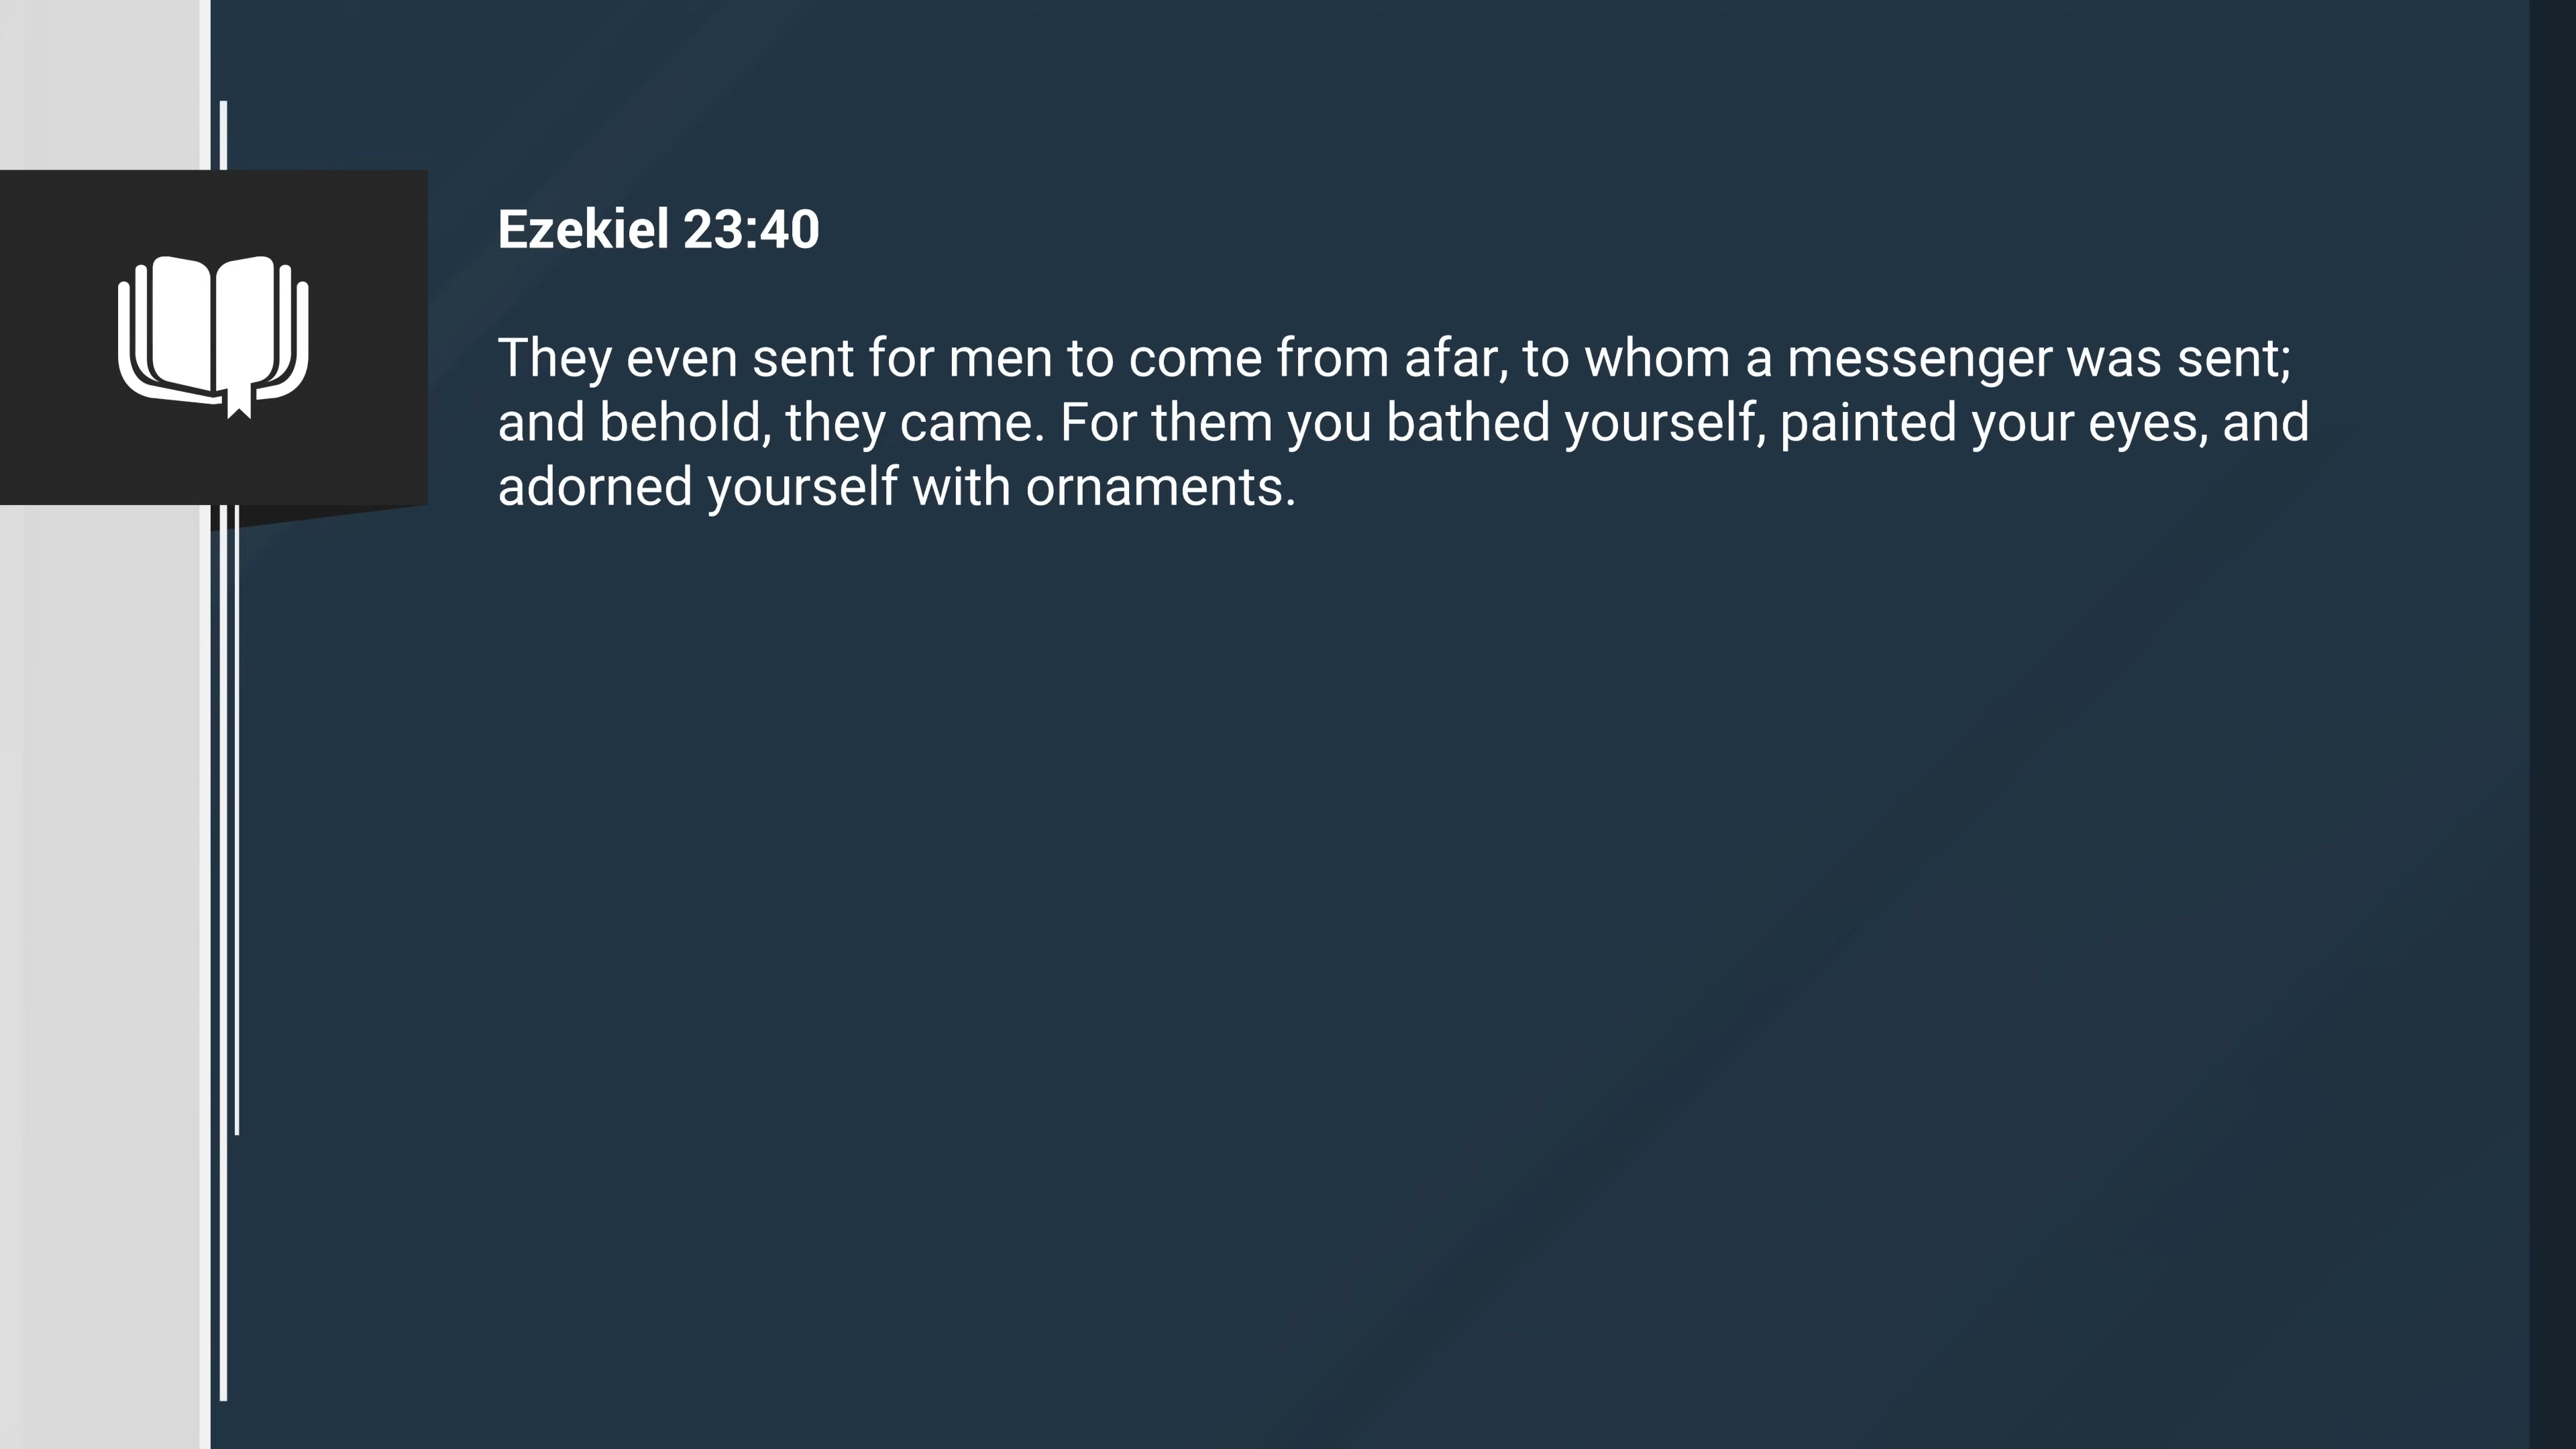 Ezekiel 23:40
They even sent for men to come from afar, to whom a messenger was sent;
and behold, they came. For them you bathed yourself, painted your eyes, and
adorned yourself with ornaments.